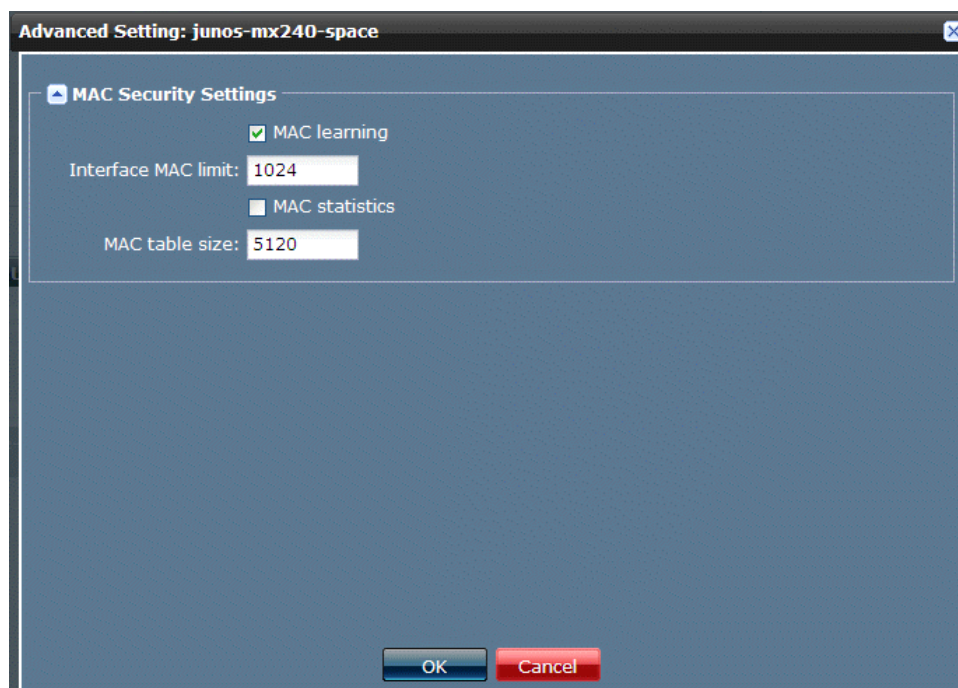 Advanced Setting: junos-mx240-space
MAC Security Settings
MAC learning
Interface MAC limit: 1024
MAC statistics
MAC table size: 5120
OK Cancel